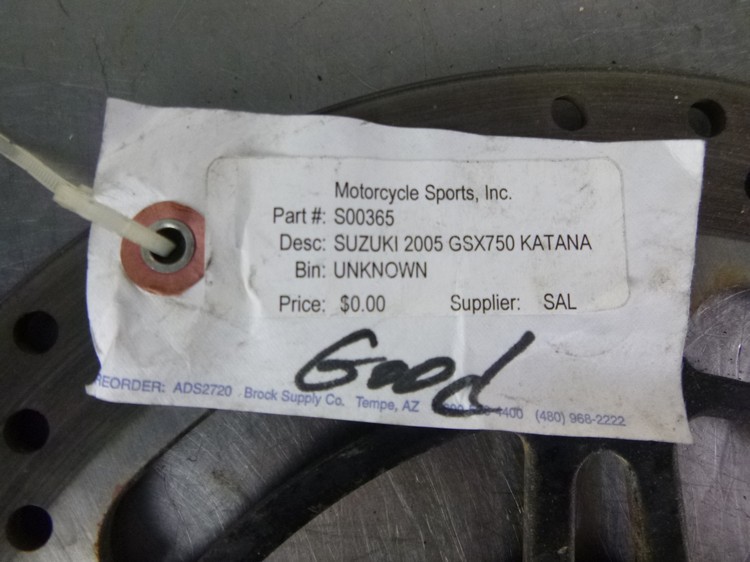 Motorcycle Sports, Inc.
Part #: S00365
Desc: SUZUKI 2005 GSX750 KATANA
Bin: UNKNOWN
Price: $0.00 Supplier: SAL
Good
REORDER: ADS2720 Brock Supply Co. Tempe, AZ 4400 (480) 968-2222